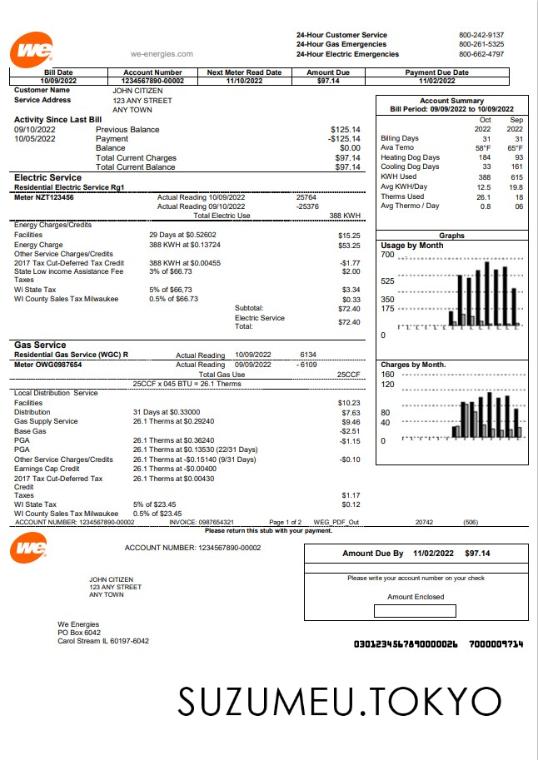 we
we-energies.com
24-Hour Customer Service 800-242-9137
24-Hour Gas Emergencies 800-261-5325
24-Hour Electric Emergencies 800-662-4797
Bill Date Account Number Next Meter Read Date Amount Due Payment Due Date
10/09/2022 1234567890-00002 11/10/2022 $97.14 11/02/2022
Customer Name JOHN CITIZEN
Service Address 123 ANY STREET
ANY TOWN
Activity Since Last Bill
09/10/2022 Previous Balance $125.14
10/05/2022 Payment -$125.14
Balance $0.00
Total Current Charges $97.14
Total Current Balance $97.14
Account Summary
Bill Period: 09/09/2022 to 10/09/2022
Oct Sep
2022 2022
Billing Days 31 31
Ava Temo 58°F 65°F
Heating Dog Days 184 93
Cooling Dog Days 33 161
KWH Used 388 615
Avg KWH/Day 12.5 19.8
Therms Used 26.1 18
Avg Thermo / Day 0.8 06
Electric Service
Residential Electric Service Rg1
Meter NZT123456 Actual Reading 10/09/2022 25764
Actual Reading 09/10/2022 -25376
Total Electric Use 388 KWH
Energy Charges/Credits
Facilities 29 Days at $0.52602 $15.25
Energy Charge 388 KWH at $0.13724 $53.25
Other Service Charges/Credits
2017 Tax Cut-Deferred Tax Credit 388 KWH at $0.00455 -$1.77
State Low income Assistance Fee 3% of $66.73 $2.00
Taxes
WI State Tax 5% of $66,73 $3.34
WI County Sales Tax Milwaukee 0.5% of $66.73 $0.33
Subtotal: $72.40
Electric Service
Total: $72.40
Graphs
Usage by Month
700
525
350
175
0
Gas Service
Residential Gas Service (WGC) R Actual Reading 10/09/2022 6134
Meter OWG0987654 Actual Reading 09/09/2022 - 6109
Total Gas Use 25CCF
25CCF x 045 BTU = 26.1 Therms
Charges by Month.
160
120
80
40
0
Local Distribution Service
Facilities $10.23
Distribution 31 Days at $0.33000 $7.63
Gas Supply Service 26.1 Therms at $0.29240 $9.46
Base Gas -$2.51
PGA 26.1 Therms at $0.36240 -$1.15
PGA 26.1 Therms at $0.13530 (22/31 Days)
Other Service Charges/Credits 26.1 Therms at -$0.15140 (9/31 Days) -$0.10
Earnings Cap Credit 26.1 Therms at -$0.00400
2017 Tax Cut-Deferred Tax 26.1 Therms at $0.00430
Credit
Taxes $1.17
WI State Tax 5% of $23.45 $0.12
WI County Sales Tax Milwaukee 0.5% of $23.45
ACCOUNT NUMBER: 1234567890-00002 INVOICE: 0987654321 Page 1 of 2 WEG_PDF_Out 20742 (506)
Please return this stub with your payment.
we
ACCOUNT NUMBER: 1234567890-00002
Amount Due By 11/02/2022 $97.14
Please write your account number on your check
Amount Enclosed
JOHN CITIZEN
123 ANY STREET
ANY TOWN
We Energies
PO Box 6042
Carol Stream IL 60197-6042
0301234567890000026 7000009714
SUZUMEU.TOKYO